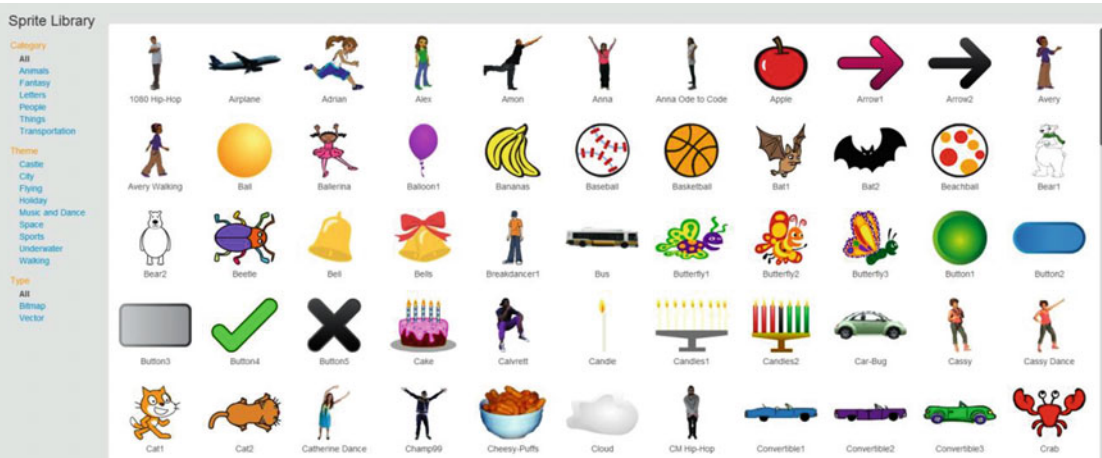 Sprite Library
Category
All
Animals
Fantasy
Letters
People
Things
Transportation
Theme
Castle
City
Flying
Holiday
Music and Dance
Space
Sports
Underwater
Walking
Type
All
Bitmap
Vector
1080 Hip-Hop Airplane Adrian Alex Amon Anna Anna Ode to Code Apple Arrow1 Arrow2 Avery
Avery Walking Ball Ballerina Balloon1 Bananas Baseball Basketball Bat1 Bat2 Beachball Bear1
Bear2 Beetle Bell Bells Breakdancer1 Bus Butterfly1 Butterfly2 Butterfly3 Button1 Button2
Button3 Button4 Button5 Cake Calvrett Candle Candles1 Candles2 Car-Bug Cassy Cassy Dance
Cat1 Cat2 Catherine Dance Champ99 Cheesy-Puffs Cloud CM Hip-Hop Convertible1 Convertible2 Convertible3 Crab